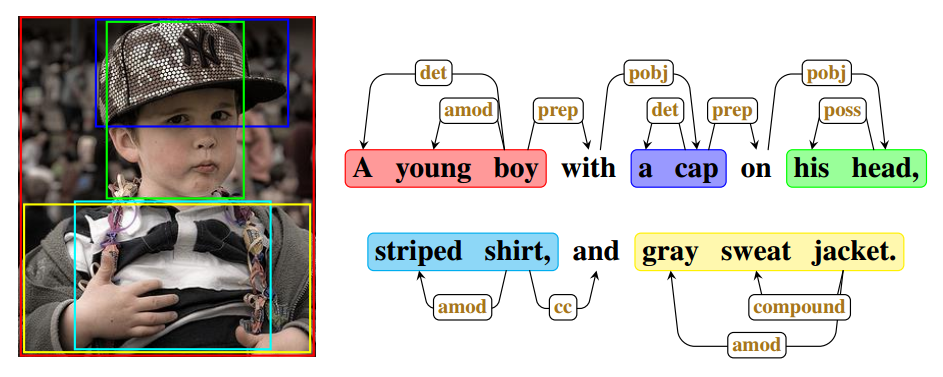 det pobj pobj
amod prep det prep poss
A young boy with a cap on his head,
striped shirt, and gray sweat jacket.
amod cc compound
amod
NY